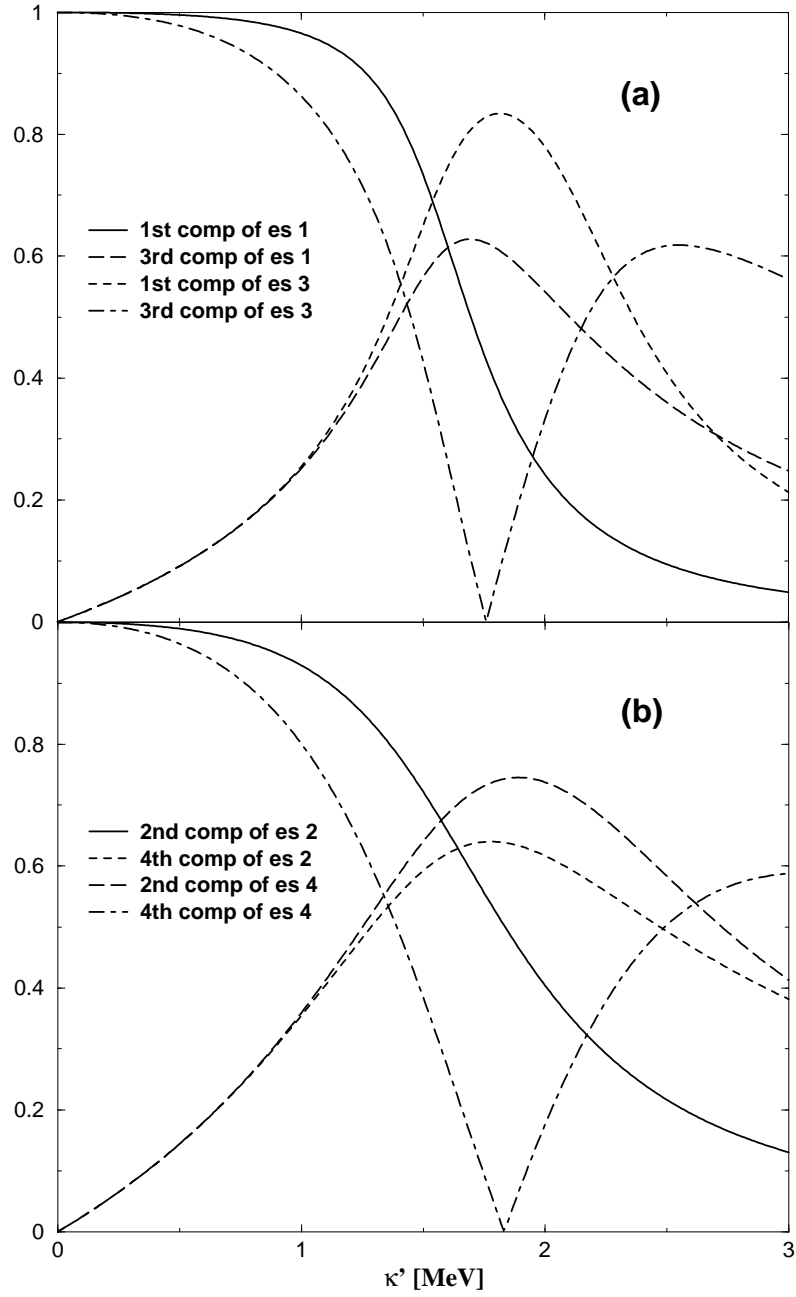 1
(a)
0.8
1st comp of es 1
3rd comp of es 1
0.6
1st comp of es 3
3rd comp of es 3
0.4
0.2
0
0
(b)
0.8
2nd comp of es 2
4th comp of es 2
0.6
2nd comp of es 4
4th comp of es 4
0.4
0.2
0
0 1 2 3
κ' [MeV]